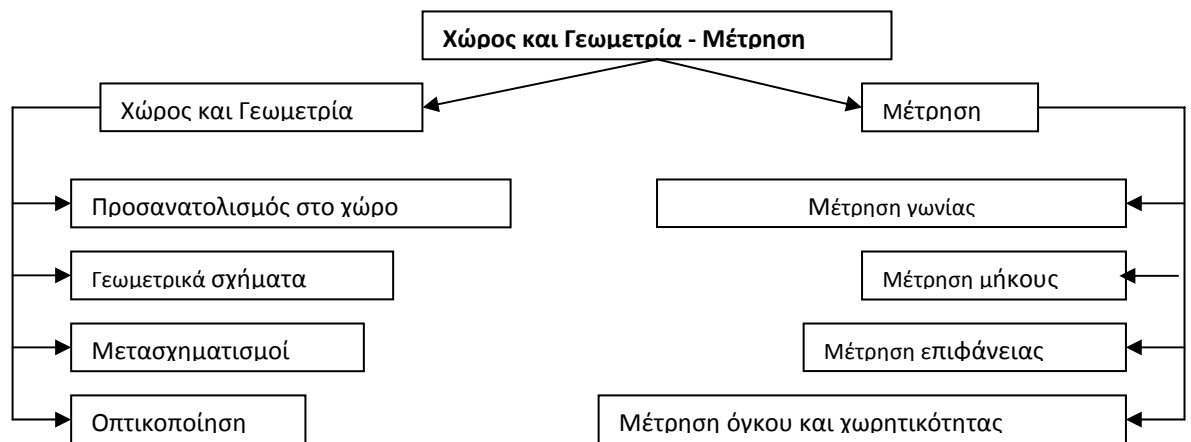 Χώρος και Γεωμετρία - Μέτρηση
Χώρος και Γεωμετρία
Μέτρηση
Προσανατολισμός στο χώρο
Μέτρηση γωνίας
Γεωμετρικά σχήματα
Μέτρηση μήκους
Μετασχηματισμοί
Μέτρηση επιφάνειας
Οπτικοποίηση
Μέτρηση όγκου και χωρητικότητας